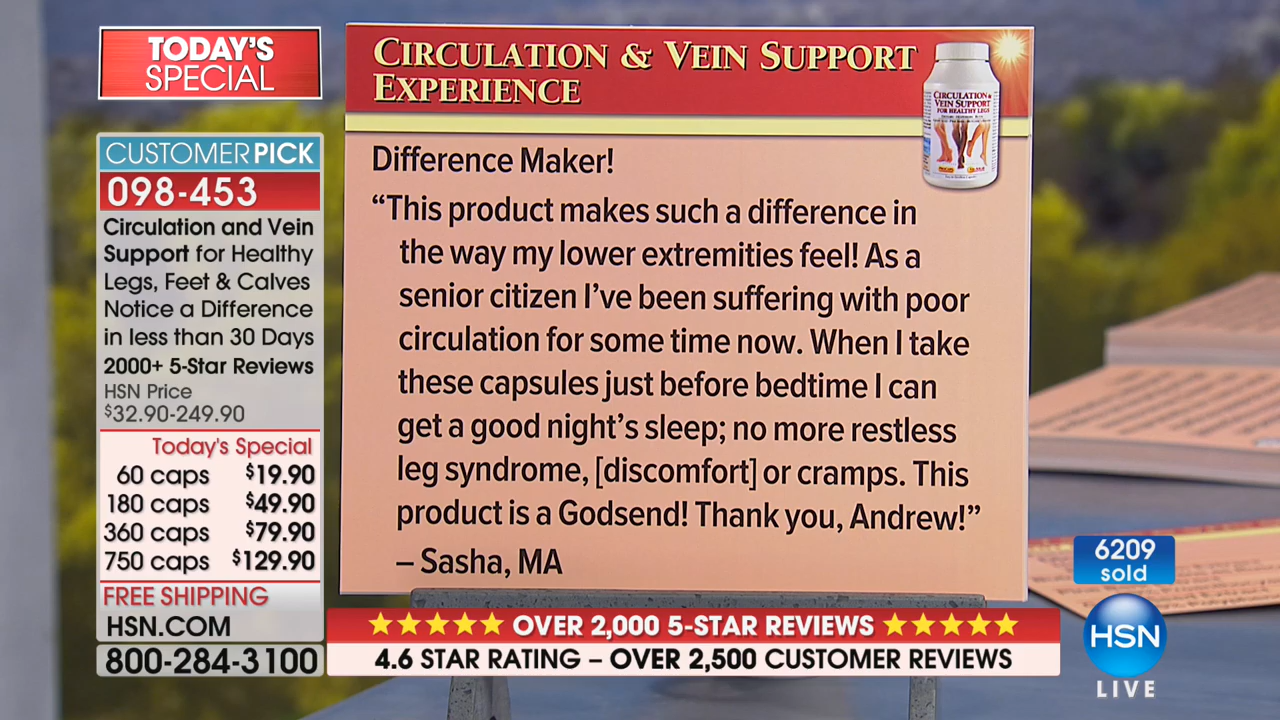 TODAY'S
SPECIAL
CUSTOMER PICK
098-453
Circulation and Vein
Support for Healthy
Legs, Feet & Calves
Notice a Difference
in less than 30 Days
2000+ 5-Star Reviews
HSN Price
$32.90-249.90
Today's Special
60 caps $19.90
180 caps $49.90
360 caps $79.90
750 caps $129.90
FREE SHIPPING
HSN.COM
800-284-3100
CIRCULATION & VEIN SUPPORT
EXPERIENCE
CIRCULATION &
VEIN SUPPORT
FOR HEALTHY LEGS
Difference Maker!
“This product makes such a difference in
the way my lower extremities feel! As a
senior citizen I’ve been suffering with poor
circulation for some time now. When I take
these capsules just before bedtime I can
get a good night’s sleep; no more restless
leg syndrome, [discomfort] or cramps. This
product is a Godsend! Thank you, Andrew!”
– Sasha, MA
OVER 2,000 5-STAR REVIEWS
4.6 STAR RATING – OVER 2,500 CUSTOMER REVIEWS
6209
sold
HSN
LIVE